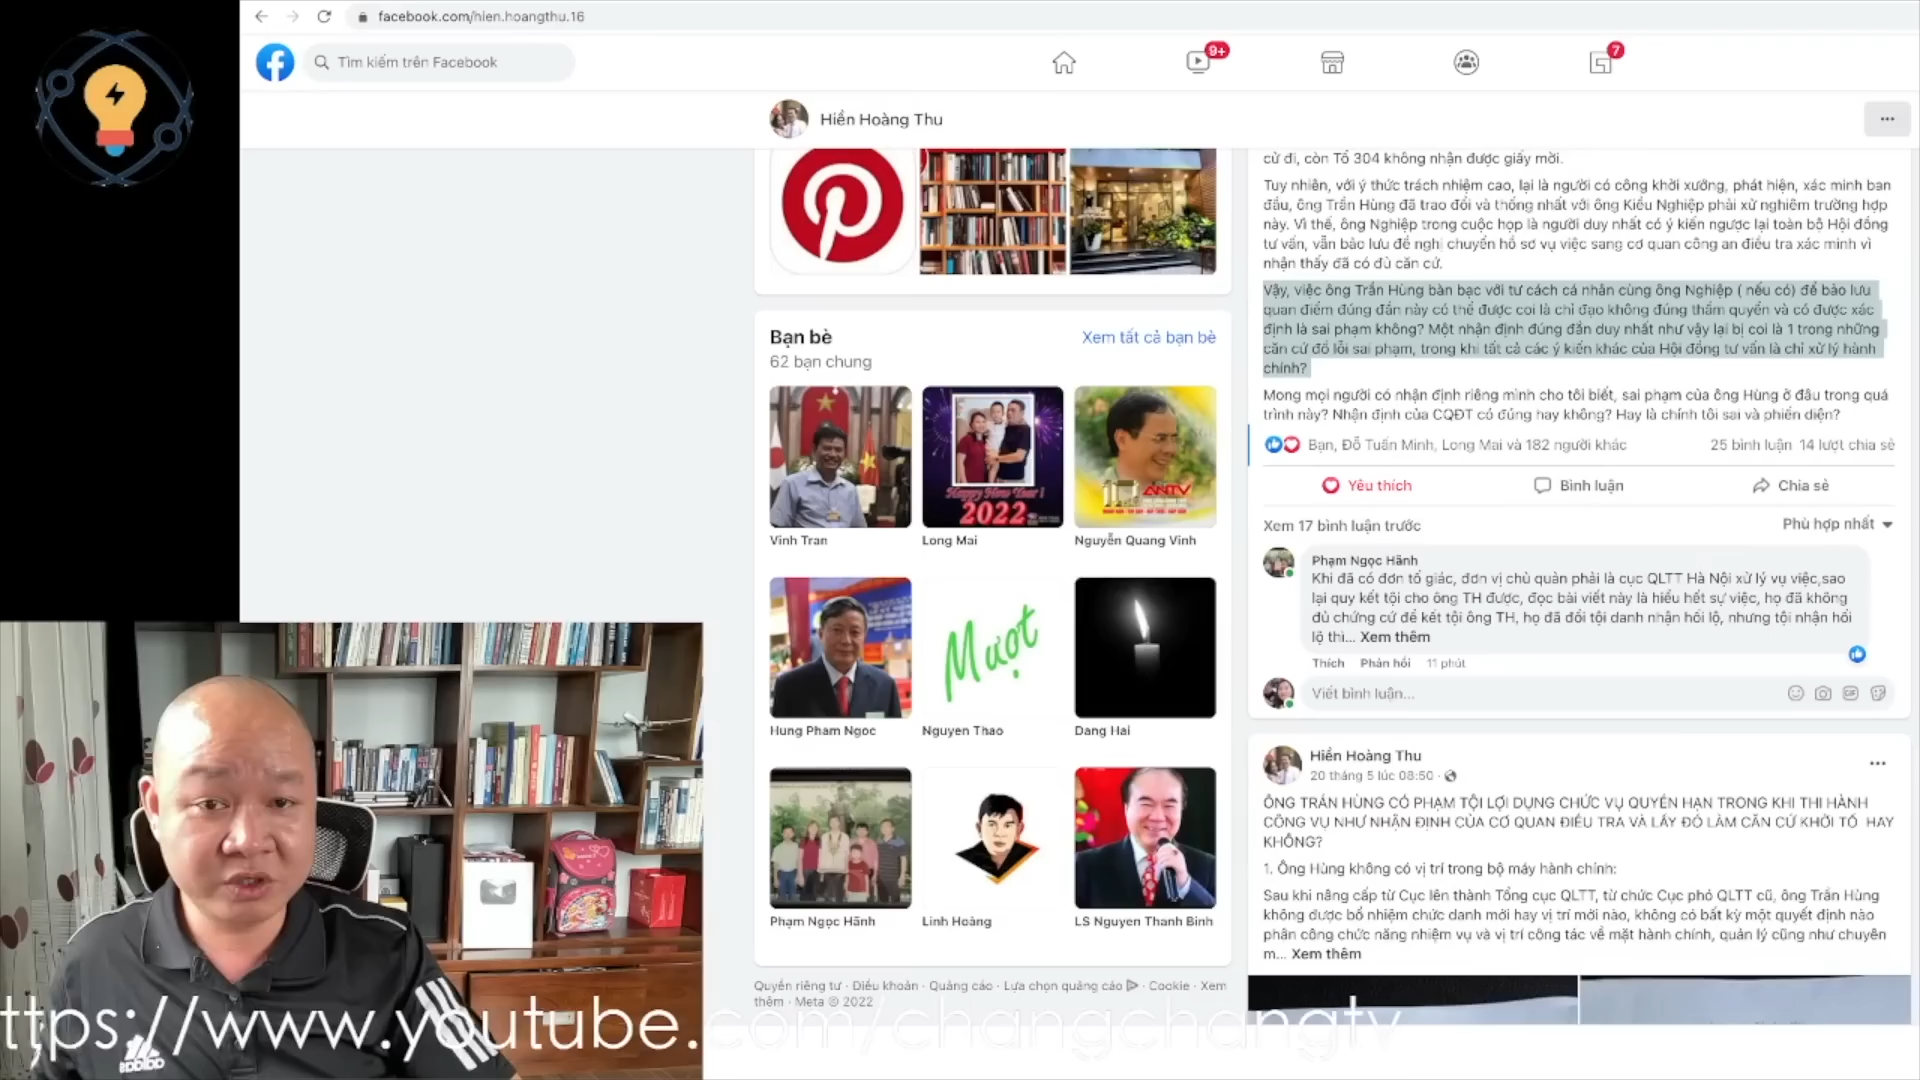 facebook.com/hien.hoangthu.16
Tìm kiếm trên Facebook
9+
7
Hiền Hoàng Thu
Bạn bè
Xem tất cả bạn bè
62 bạn chung
Happy New Year !
2022
ANTV
Vinh Tran
Long Mai
Nguyễn Quang Vinh
Mượt
Hung Pham Ngoc
Nguyen Thao
Dang Hai
Phạm Ngọc Hãnh
Linh Hoàng
LS Nguyen Thanh Binh
Quyền riêng tư · Điều khoản · Quảng cáo · Lựa chọn quảng cáo · Cookie · Xem
thêm · Meta © 2022
cử đi, còn Tổ 304 không nhận được giấy mời.
Tuy nhiên, với ý thức trách nhiệm cao, lại là người có công khởi xướng, phát hiện, xác minh ban
đầu, ông Trần Hùng đã trao đổi và thống nhất với ông Kiều Nghiệp phải xử nghiêm trường hợp
này. Vì thế, ông Nghiệp trong cuộc họp là người duy nhất có ý kiến ngược lại toàn bộ Hội đồng
tư vấn, vẫn bảo lưu đề nghị chuyển hồ sơ vụ việc sang cơ quan công an điều tra xác minh vì
nhận thấy đã có đủ căn cứ.
Vậy, việc ông Trần Hùng bàn bạc với tư cách cá nhân cùng ông Nghiệp ( nếu có) để bảo lưu
quan điểm đúng đắn này có thể được coi là chỉ đạo không đúng thẩm quyền và có được xác
định là sai phạm không? Một nhận định đúng đắn duy nhất như vậy lại bị coi là 1 trong những
căn cứ đổ lỗi sai phạm, trong khi tất cả các ý kiến khác của Hội đồng tư vấn là chỉ xử lý hành
chính?
Mong mọi người có nhận định riêng mình cho tôi biết, sai phạm của ông Hùng ở đâu trong quá
trình này? Nhận định của CQĐT có đúng hay không? Hay là chính tôi sai và phiến diện?
Bạn, Đỗ Tuấn Minh, Long Mai và 182 người khác
25 bình luận 14 lượt chia sẻ
Yêu thích
Bình luận
Chia sẻ
Xem 17 bình luận trước
Phù hợp nhất
Phạm Ngọc Hãnh
Khi đã có đơn tố giác, đơn vị chủ quản phải là cục QLTT Hà Nội xử lý vụ việc,sao
lại quy kết tội cho ông TH được, đọc bài viết này là hiểu hết sự việc, họ đã không
đủ chứng cứ để kết tội ông TH, họ đã đổi tội danh nhận hối lộ, nhưng tội nhận hối
lộ thì... Xem thêm
Thích Phản hồi 11 phút
Viết bình luận...
GIF
Hiền Hoàng Thu
20 tháng 5 lúc 08:50 ·
ÔNG TRẦN HÙNG CÓ PHẠM TỘI LỢI DỤNG CHỨC VỤ QUYỀN HẠN TRONG KHI THI HÀNH
CÔNG VỤ NHƯ NHẬN ĐỊNH CỦA CƠ QUAN ĐIỀU TRA VÀ LẤY ĐÓ LÀM CĂN CỨ KHỞI TỐ HAY
KHÔNG?
1. Ông Hùng không có vị trí trong bộ máy hành chính:
Sau khi nâng cấp từ Cục lên thành Tổng cục QLTT, từ chức Cục phó QLTT cũ, ông Trần Hùng
không được bổ nhiệm chức danh mới hay vị trí mới nào, không có bất kỳ một quyết định nào
phân công chức năng nhiệm vụ và vị trí công tác về mặt hành chính, quản lý cũng như chuyên
m... Xem thêm
ttps://www.youtube.com/changchangtv
adidas